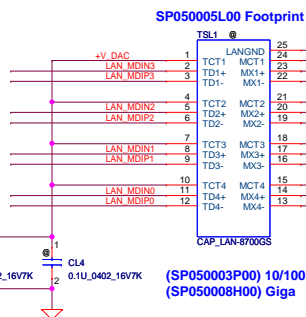 SP050005L00 Footprint
TSL1 @
LANGND 25
+V_DAC 1 TCT1 MCT1 24
LAN_MDIN3 2 TD1+ MX1+ 23
LAN_MDIP3 3 TD1- MX1- 22
4 TCT2 MCT2 21
LAN_MDIN2 5 TD2+ MX2+ 20
LAN_MDIP2 6 TD2- MX2- 19
7 TCT3 MCT3 18
LAN_MDIN1 8 TD3+ MX3+ 17
LAN_MDIP1 9 TD3- MX3- 16
10 TCT4 MCT4 15
LAN_MDIN0 11 TD4+ MX4+ 14
LAN_MDIP0 12 TD4- MX4- 13
CAP_LAN-8700GS
1
@
CL4
2_16V7K
2
0.1U_0402_16V7K
(SP050003P00) 10/100
(SP050008H00) Giga